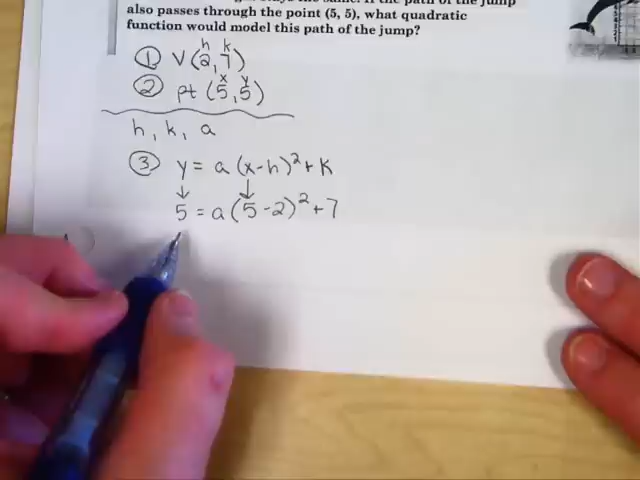 also passes through the point (5, 5), what quadratic
function would model this path of the jump?
① V(2,7)
h k
② pt (5,5)
x y
h, k, a
③ y = a(x-h)²+k
5 = a(5-2)²+7